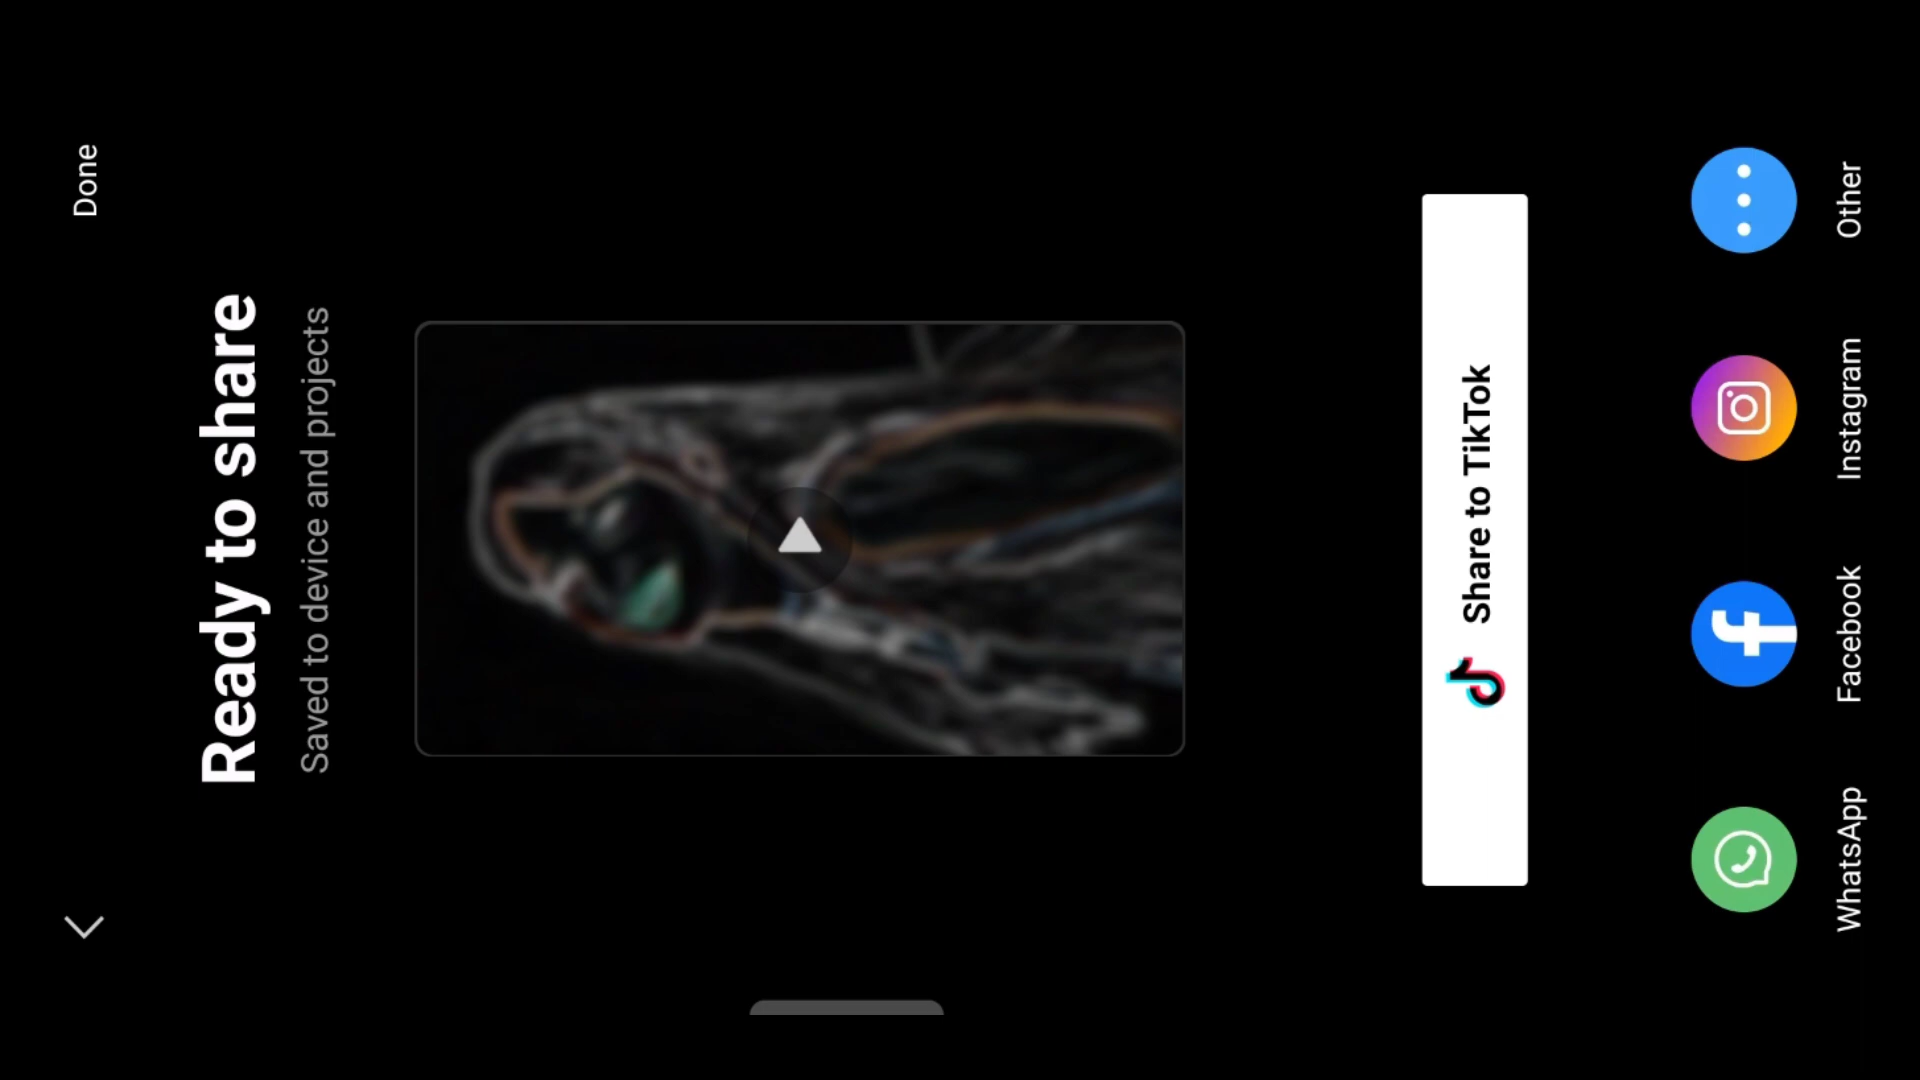 Done
Ready to share
Saved to device and projects
Share to TikTok
WhatsApp
Facebook
Instagram
Other